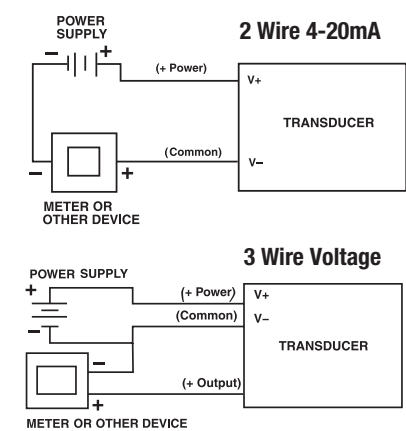 POWER
SUPPLY
2 Wire 4-20mA
− +
(+ Power)
V+
TRANSDUCER
(Common)
V–
− +
METER OR
OTHER DEVICE
3 Wire Voltage
POWER SUPPLY
+
(+ Power)
V+
(Common)
V–
−
TRANSDUCER
−
(+ Output)
+
METER OR OTHER DEVICE